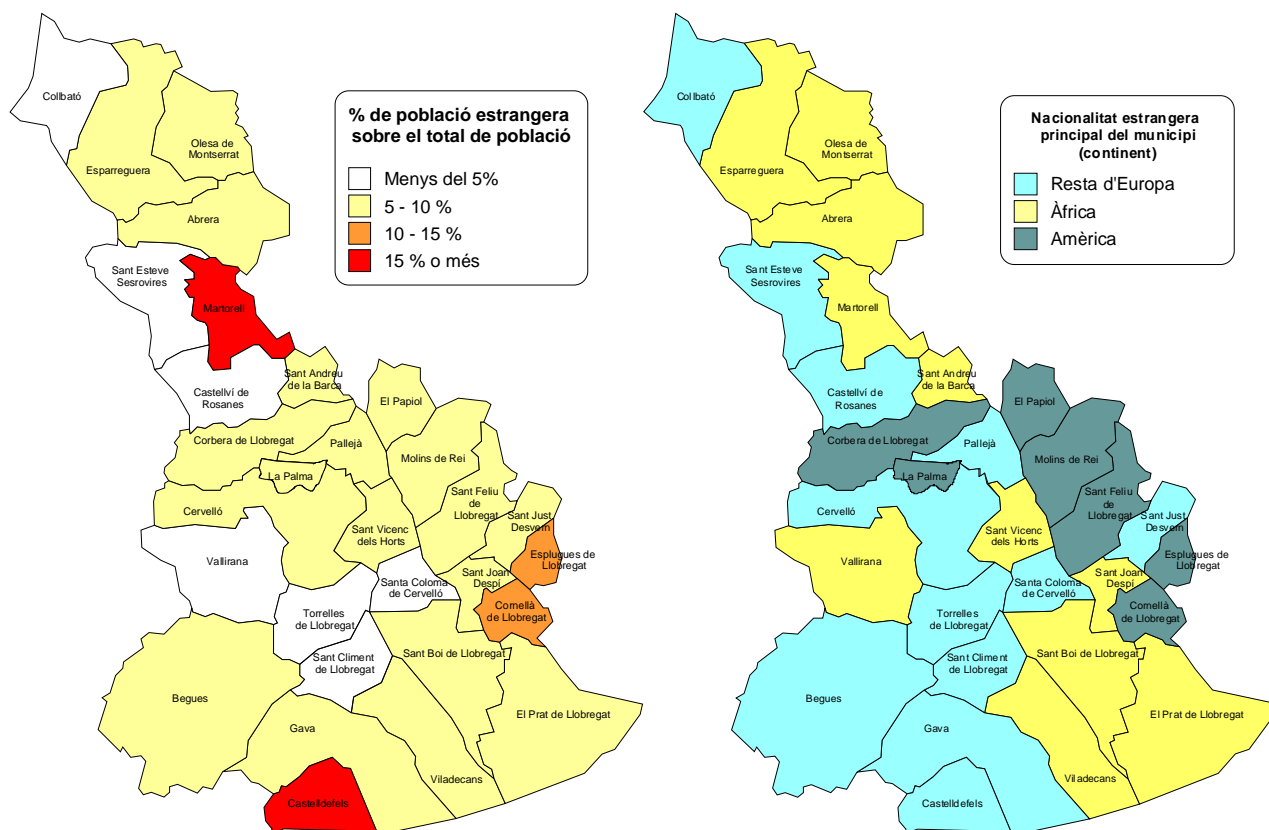 % de població estrangera
sobre el total de població
Menys del 5%
5 - 10 %
10 - 15 %
15 % o més
Collbató
Olesa de
Montserrat
Esparreguera
Abrera
Sant Esteve
Sesrovires
Martorell
Castellví de
Rosanes
Sant Andreu
de la Barca
El Papiol
Corbera de Llobregat
Pallejà
Molins de Rei
La Palma
Sant Feliu
de
Llobregat
Cervelló
Sant Just
Desvern
Sant Vicenc
dels Horts
Vallirana
Esplugues de
Llobregat
Sant Joan
Despí
Santa Coloma
de Cervelló
Cornellà
de Llobregat
Torrelles
de Llobregat
Sant Boi de Llobregat
Sant Climent
de Llobregat
Begues
El Prat de Llobregat
Gava
Viladecans
Castelldefels
Nacionalitat estrangera
principal del municipi
(continent)
Resta d'Europa
Àfrica
Amèrica
Collbató
Olesa de
Montserrat
Esparreguera
Abrera
Sant Esteve
Sesrovires
Martorell
Castellví de
Rosanes
Sant Andreu
de la Barca
El Papiol
Corbera de Llobregat
Pallejà
Molins de Rei
La Palma
Sant Feliu
de
Llobregat
Cervelló
Sant Just
Desvern
Sant Vicenc
dels Horts
Vallirana
Esplugues de
Llobregat
Sant Joan
Despí
Santa Coloma
de Cervelló
Cornellà
de Llobregat
Torrelles
de Llobregat
Sant Boi de Llobregat
Sant Climent
de Llobregat
Begues
El Prat de Llobregat
Gava
Viladecans
Castelldefels